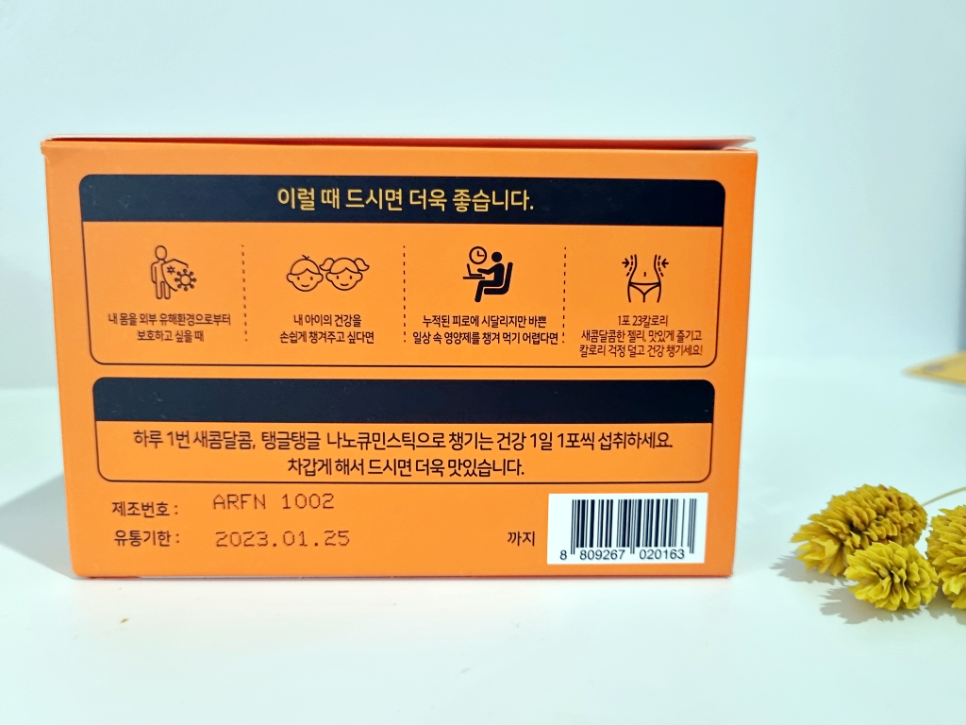 이럴 때 드시면 더욱 좋습니다.
내 몸을 외부 유해환경으로부터
보호하고 싶을 때
내 아이의 건강을
손쉽게 챙겨주고 싶다면
누적된 피로에 시달리지만 바쁜
일상 속 영양제를 챙겨 먹기 어렵다면
1포 23칼로리
새콤달콤한 젤리, 맛있게 즐기고
칼로리 걱정 덜고 건강 챙기세요!
하루 1번 새콤달콤, 탱글탱글 나노큐민스틱으로 챙기는 건강 1일 1포씩 섭취하세요.
차갑게 해서 드시면 더욱 맛있습니다.
제조번호 : ARFN 1002
유통기한 : 2023.01.25 까지
8 809267 020163